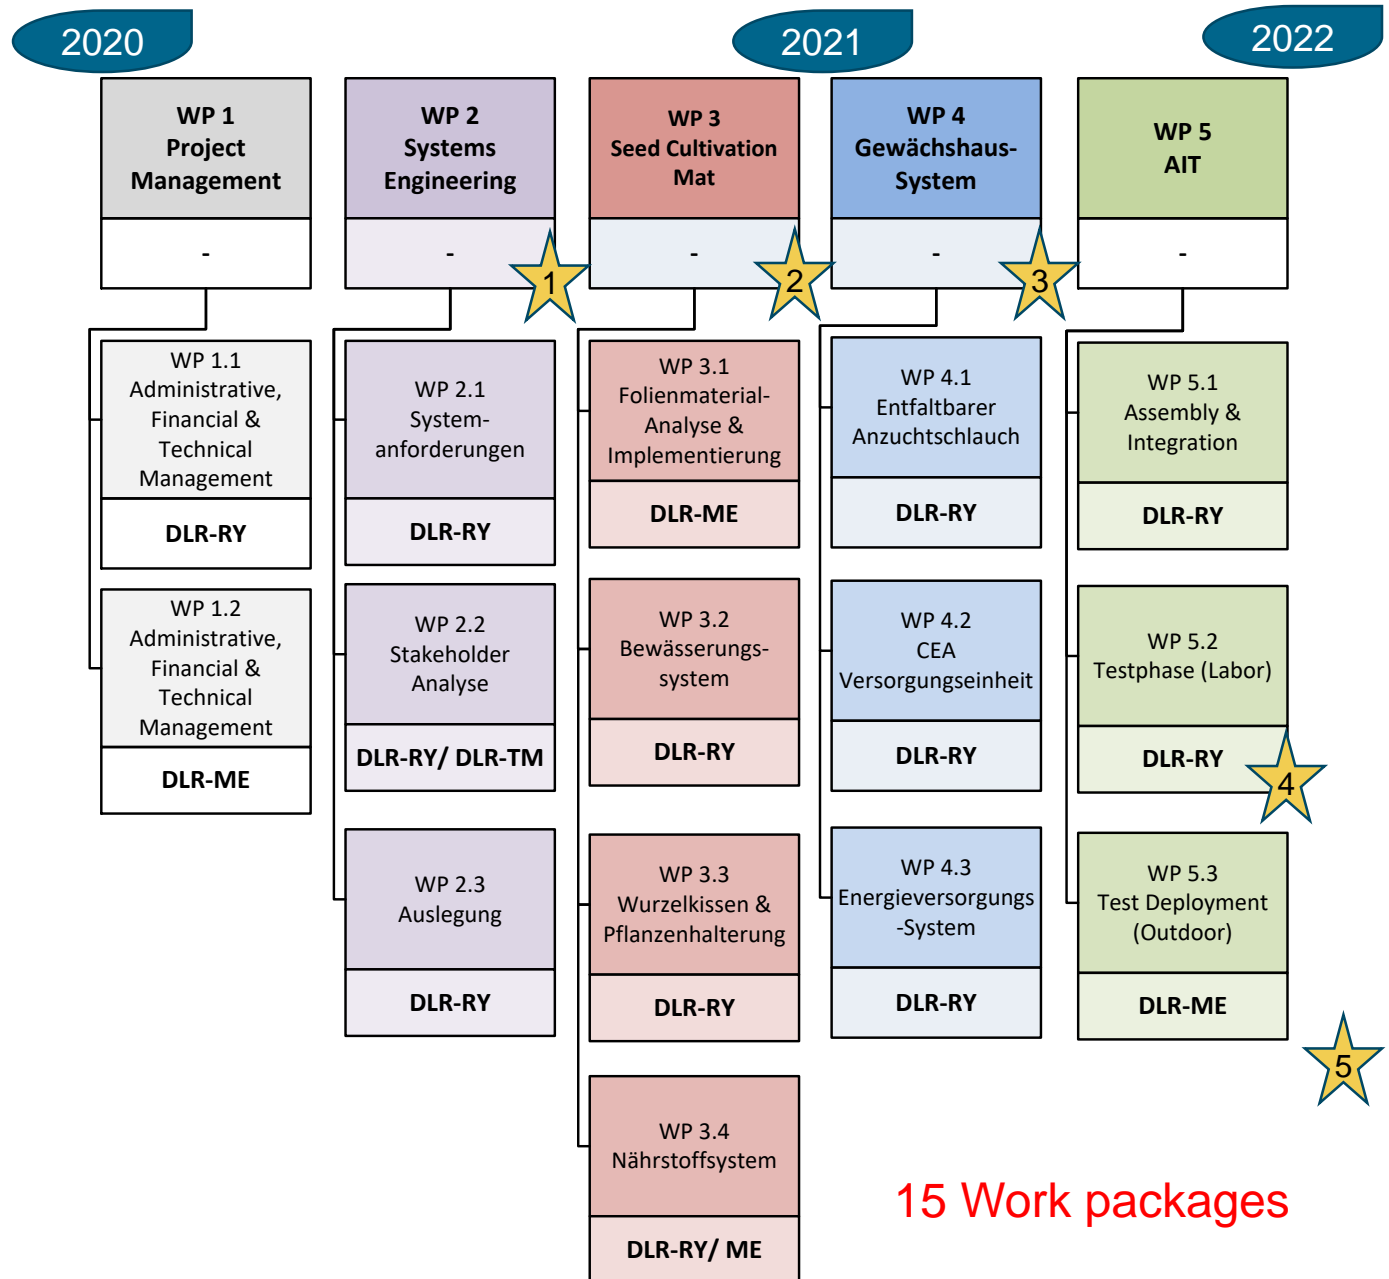 2020
2021
2022
WP 1
Project
Management
-
WP 1.1
Administrative,
Financial &
Technical
Management
DLR-RY
WP 1.2
Administrative,
Financial &
Technical
Management
DLR-ME
WP 2
Systems
Engineering
-
1
WP 2.1
System-
anforderungen
DLR-RY
WP 2.2
Stakeholder
Analyse
DLR-RY/ DLR-TM
WP 2.3
Auslegung
DLR-RY
WP 3
Seed Cultivation
Mat
-
2
WP 3.1
Folienmaterial-
Analyse &
Implementierung
DLR-ME
WP 3.2
Bewässerungs-
system
DLR-RY
WP 3.3
Wurzelkissen &
Pflanzenhalterung
DLR-RY
WP 3.4
Nährstoffsystem
DLR-RY/ ME
WP 4
Gewächshaus-
System
-
3
WP 4.1
Entfaltbarer
Anzuchtschlauch
DLR-RY
WP 4.2
CEA
Versorgungseinheit
DLR-RY
WP 4.3
Energieversorgungs
-System
DLR-RY
WP 5
AIT
-
WP 5.1
Assembly &
Integration
DLR-RY
WP 5.2
Testphase (Labor)
DLR-RY
4
WP 5.3
Test Deployment
(Outdoor)
DLR-ME
5
15 Work packages